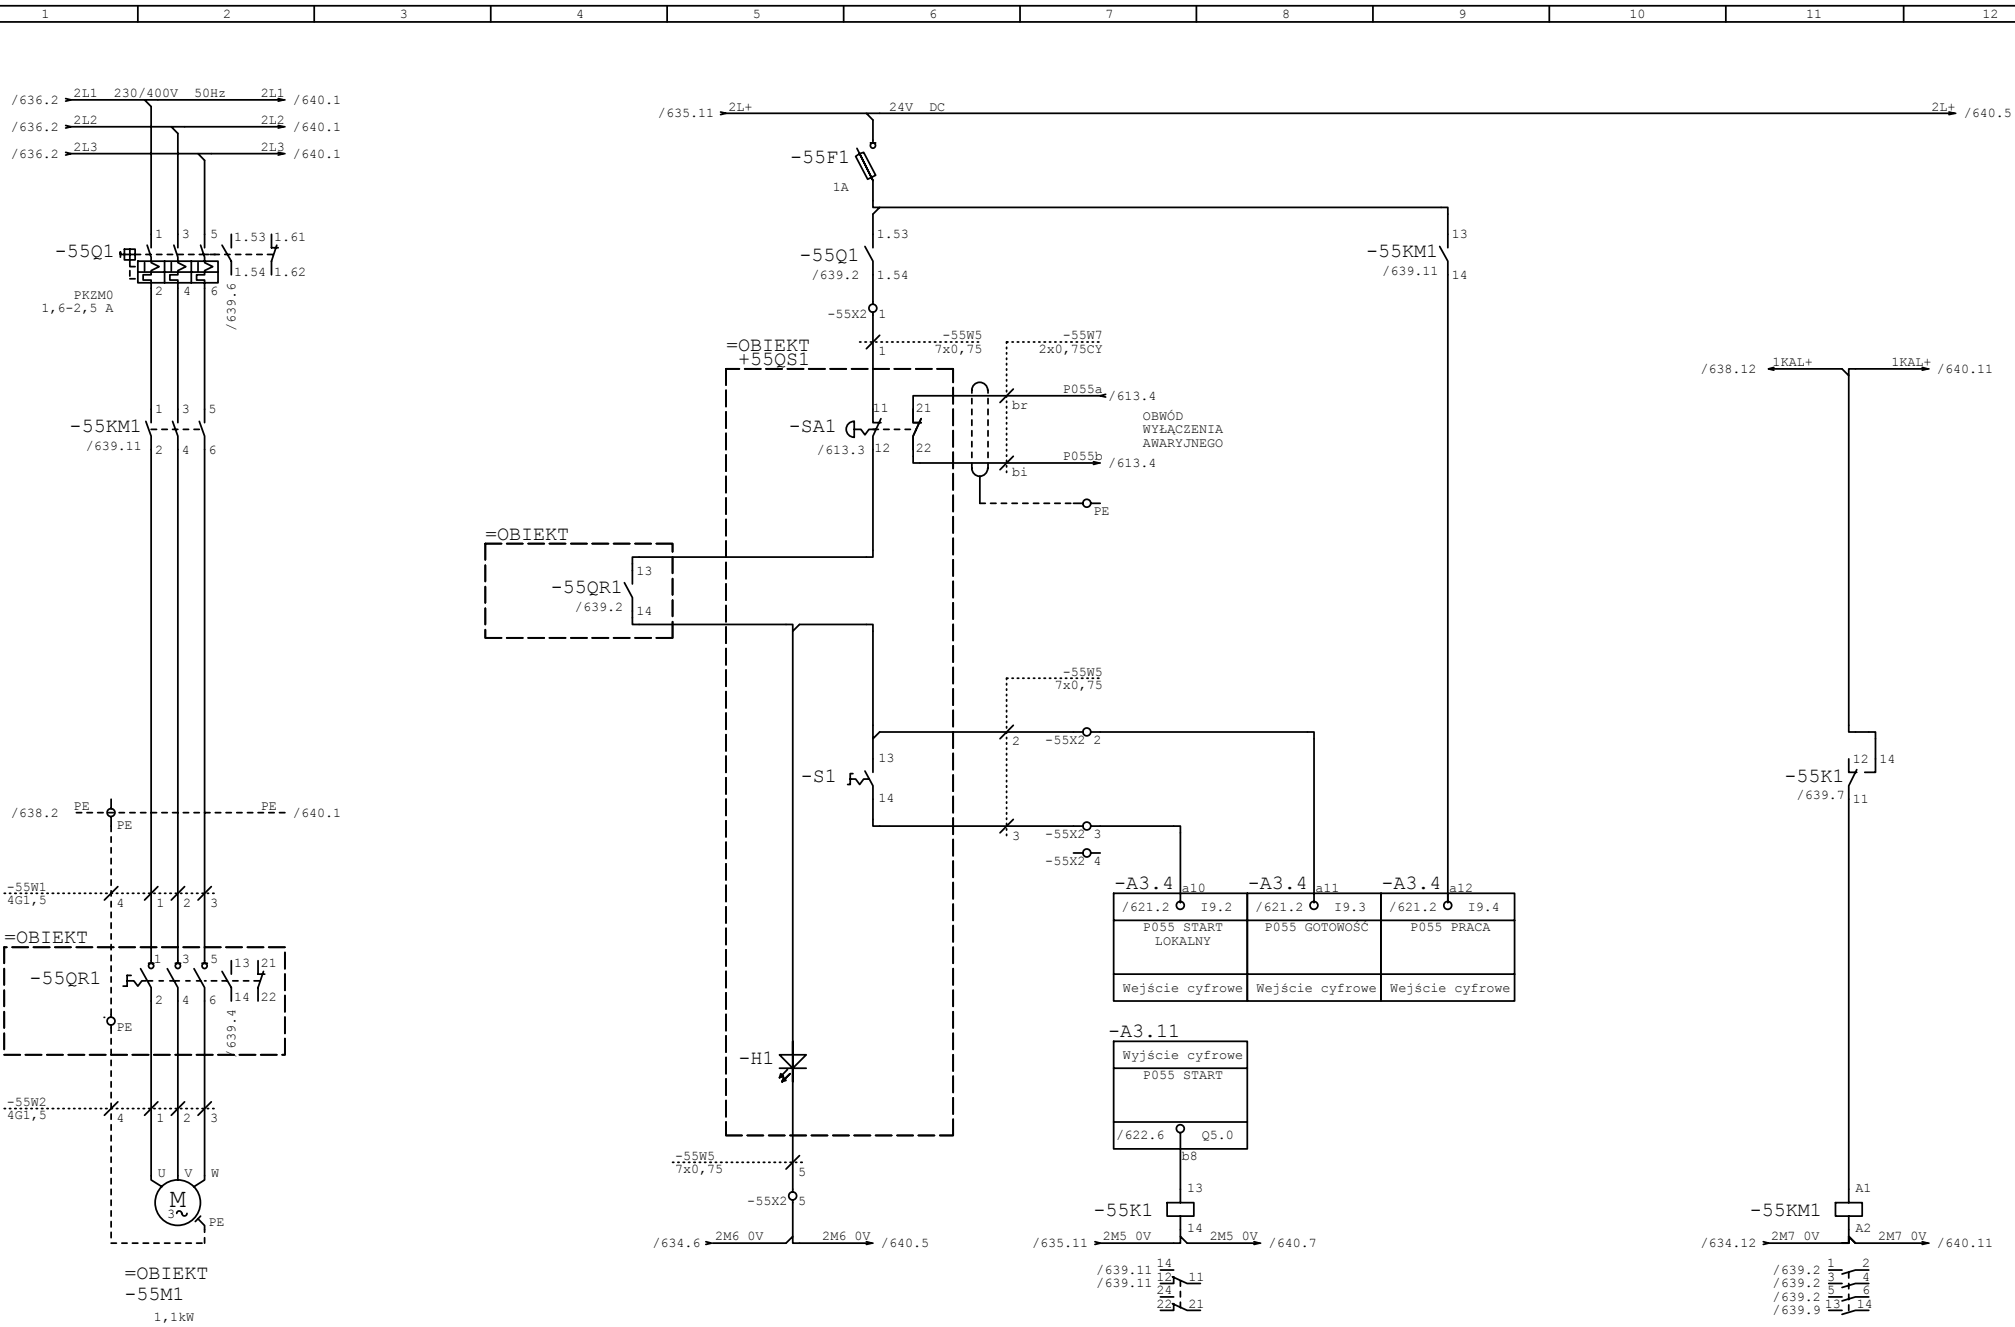 1 2 3 4 5 6 7 8 9 10 11 12
/636.2 2L1 230/400V 50Hz 2L1 /640.1
/636.2 2L2 2L2 /640.1
/636.2 2L3 2L3 /640.1
/635.11 2L+ 24V DC 2L+ /640.5
-55F1
1A
1 3 5 1.53 1.61
-55Q1
1.54 1.62
2 4 6
/639.6
PKZM0
1,6-2,5 A
1.53
-55Q1
/639.2 1.54
13
-55KM1
/639.11 14
-55X2 1
-55W5
7x0,75
1
-55W7
2x0,75CY
=OBIEKT
+55QS1
/638.12 1KAL+ 1KAL+ /640.11
1 3 5
-55KM1
/639.11 2 4 6
11 21
-SA1
/613.3 12 22
P055a /613.4
br
OBWÓD
WYŁĄCZENIA
AWARYJNEGO
P055b /613.4
bi
PE
=OBIEKT
13
-55QR1
/639.2 14
-55W5
7x0,75
2 -55X2 2
13
-S1
14
3 -55X2 3
-55X2 4
12 14
-55K1
/639.7 11
/638.2 PE PE /640.1
PE
-55W1
4G1,5
4 1 2 3
=OBIEKT
1 3 5 13 21
-55QR1
2 4 6 14 22
PE
/639.4
-A3.4 a10 -A3.4 a11 -A3.4 a12
/621.2 I9.2 /621.2 I9.3 /621.2 I9.4
P055 START
LOKALNY
P055 GOTOWOŚĆ
P055 PRACA
Wejście cyfrowe Wejście cyfrowe Wejście cyfrowe
-A3.11
Wyjście cyfrowe
P055 START
/622.6 Q5.0
b8
-H1
-55W2
4G1,5
4 1 2 3
-55W5
7x0,75
5
-55X2 5
U V W
M
3
PE
=OBIEKT
-55M1
1,1kW
/634.6 2M6 0V 2M6 0V /640.5
13
-55K1
14
/635.11 2M5 0V 2M5 0V /640.7
/639.11 14
/639.11 12 11
24
22 21
A1
-55KM1
A2
/634.12 2M7 0V 2M7 0V /640.11
/639.2 1 2
/639.2 3 4
/639.2 5 6
/639.9 13 14